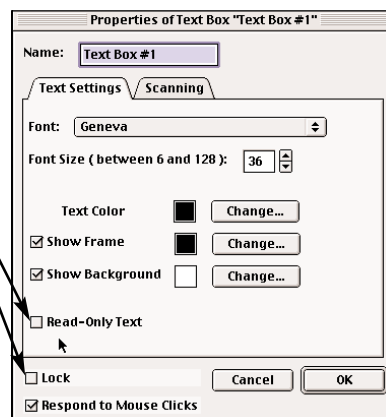 Properties of Text Box "Text Box #1"
Name: Text Box #1
Text Settings Scanning
Font: Geneva
Font Size ( between 6 and 128 ): 36
Text Color Change...
Show Frame Change...
Show Background Change...
Read-Only Text
Lock Cancel OK
Respond to Mouse Clicks